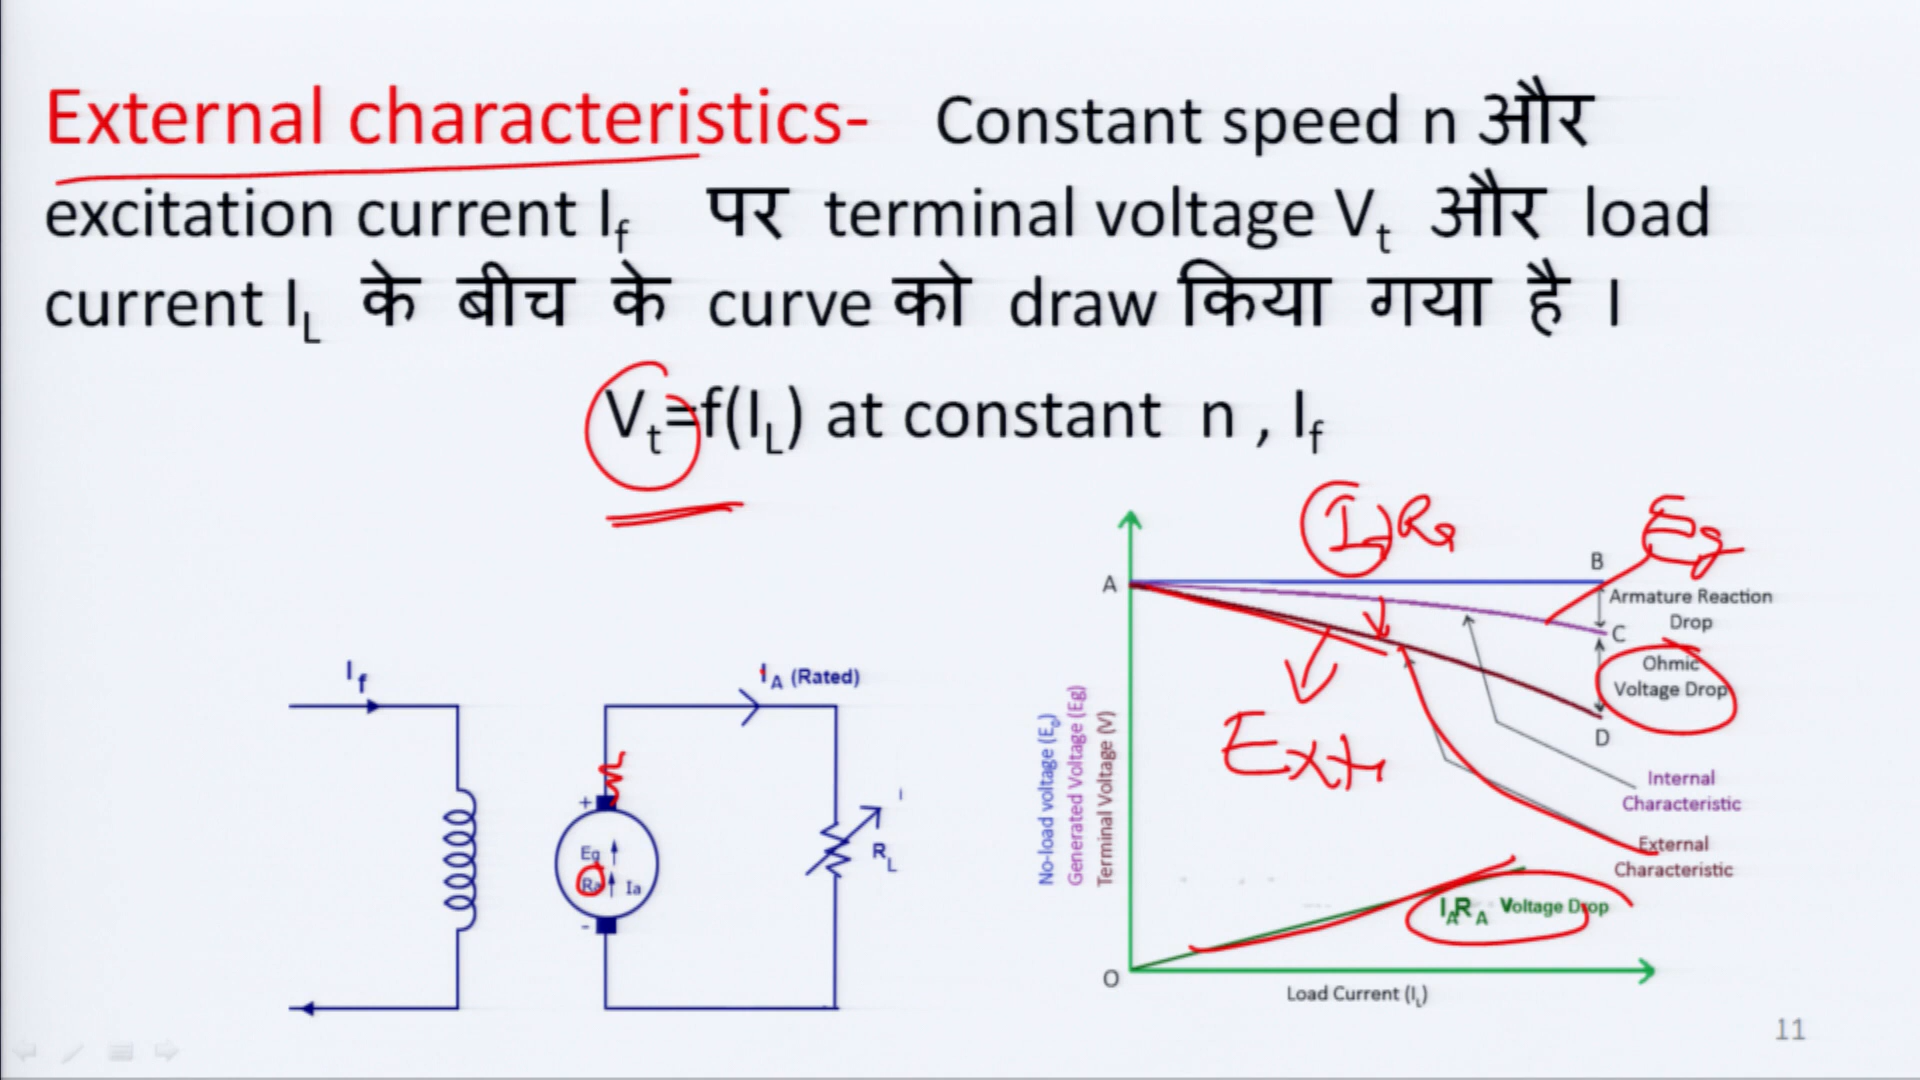 External characteristics- Constant speed n और
excitation current If पर terminal voltage Vt और load
current IL के बीच के curve को draw किया गया है ।
Vt=f(IL) at constant n , If
If
IA (Rated)
+
Eg
Ra Ia
-
RL
IaRa
Eg
A
B
Armature Reaction
Drop
C
Ohmic
Voltage Drop
D
Ext
No-load voltage (E0)
Generated Voltage (Eg)
Terminal Voltage (V)
Internal
Characteristic
External
Characteristic
IARA Voltage Drop
O
Load Current (IL)
11